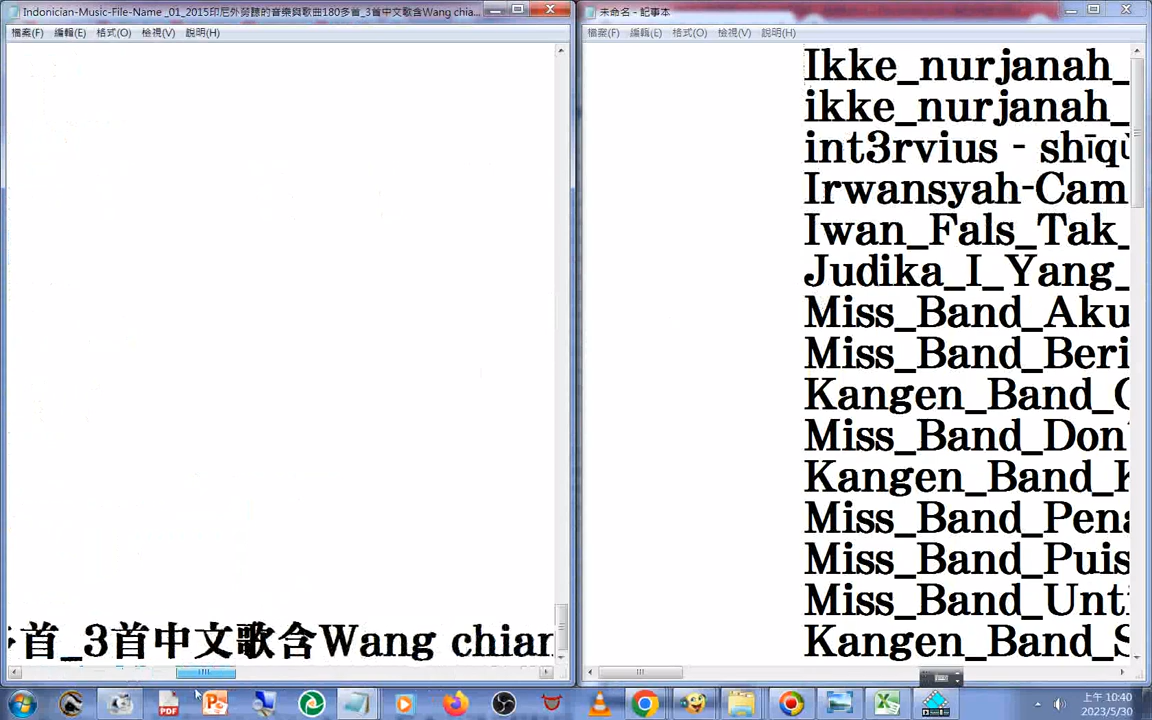 Indonician-Music-File-Name _01_2015印尼外勞聽的音樂與歌曲180多首_3首中文歌含Wang chia...
檔案(F) 編輯(E) 格式(O) 檢視(V) 說明(H)
首_3首中文歌含Wang chian
未命名 - 記事本
檔案(F) 編輯(E) 格式(O) 檢視(V) 說明(H)
Ikke_nurjanah_
ikke_nurjanah_
int3rvius - shīq
Irwansyah-Cam
Iwan_Fals_Tak_
Judika_I_Yang_
Miss_Band_Aku
Miss_Band_Beri
Kangen_Band_
Miss_Band_Don
Kangen_Band_K
Miss_Band_Pena
Miss_Band_Puis
Miss_Band_Unt
Kangen_Band_S
上午 10:40
2023/5/30